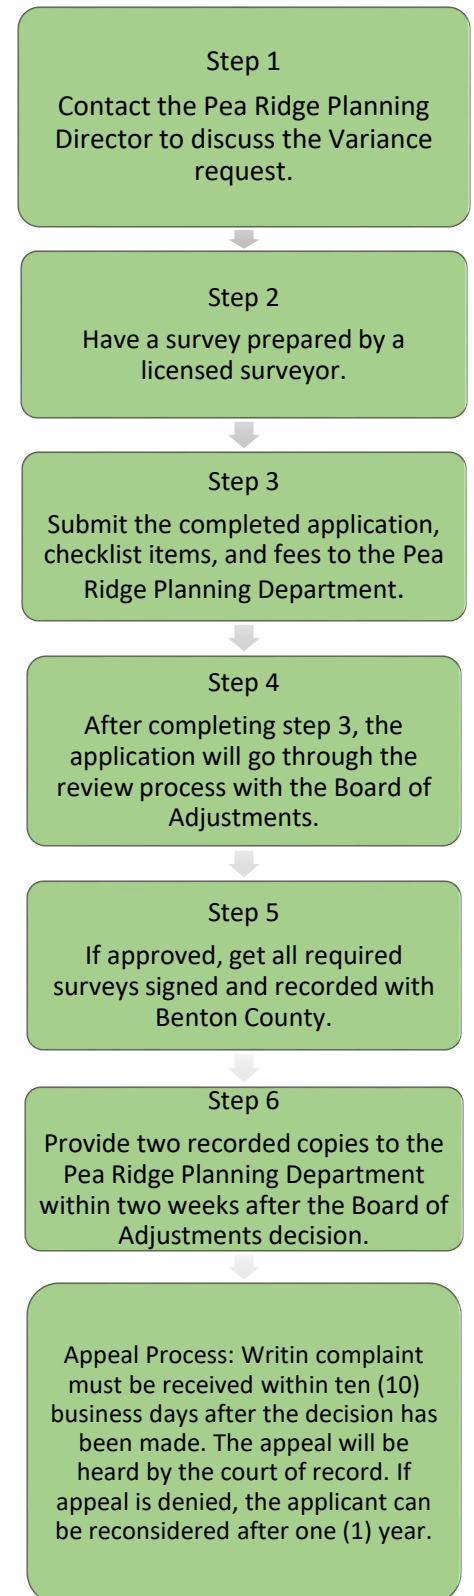 Step 1
Contact the Pea Ridge Planning
Director to discuss the Variance
request.
Step 2
Have a survey prepared by a
licensed surveyor.
Step 3
Submit the completed application,
checklist items, and fees to the Pea
Ridge Planning Department.
Step 4
After completing step 3, the
application will go through the
review process with the Board of
Adjustments.
Step 5
If approved, get all required
surveys signed and recorded with
Benton County.
Step 6
Provide two recorded copies to the
Pea Ridge Planning Department
within two weeks after the Board of
Adjustments decision.
Appeal Process: Writin complaint
must be received within ten (10)
business days after the decision has
been made. The appeal will be
heard by the court of record. If
appeal is denied, the applicant can
be reconsidered after one (1) year.